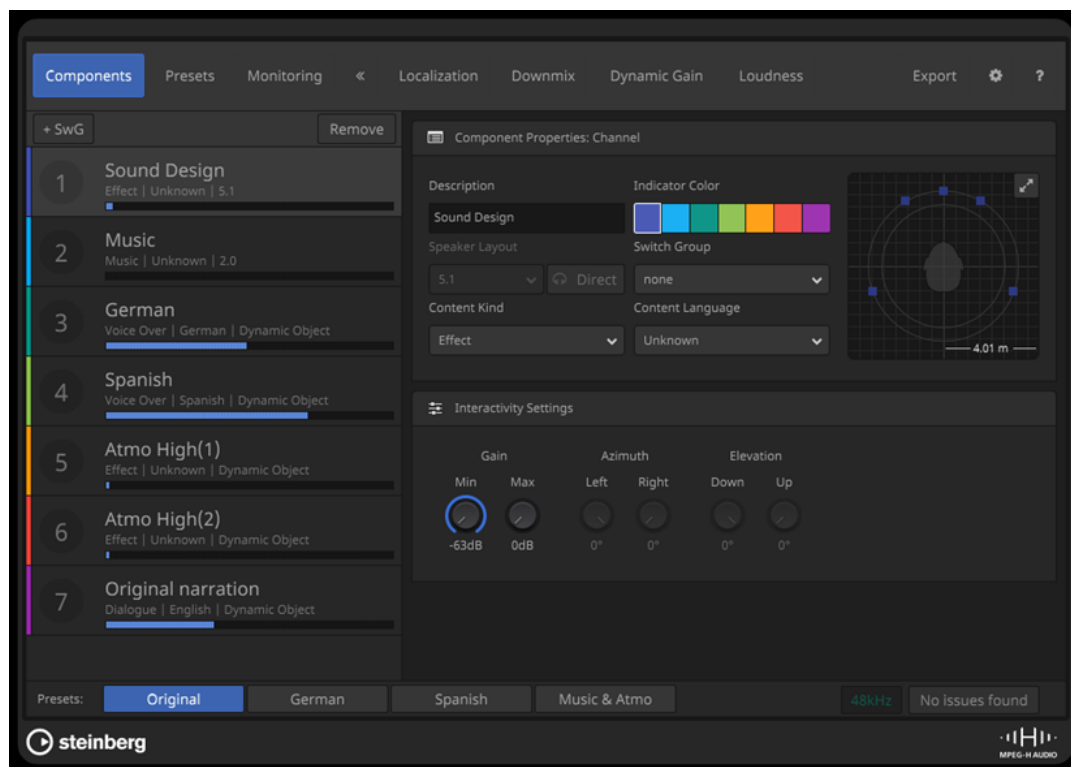 Components Presets Monitoring « Localization Downmix Dynamic Gain Loudness Export ?
+ SwG Remove
1
Sound Design
Effect | Unknown | 5.1
2
Music
Music | Unknown | 2.0
3
German
Voice Over | German | Dynamic Object
4
Spanish
Voice Over | Spanish | Dynamic Object
5
Atmo High(1)
Effect | Unknown | Dynamic Object
6
Atmo High(2)
Effect | Unknown | Dynamic Object
7
Original narration
Dialogue | English | Dynamic Object
Component Properties: Channel
Description Indicator Color
Sound Design
Speaker Layout Switch Group
5.1 Direct none
Content Kind Content Language
Effect Unknown
4.01 m
Interactivity Settings
Gain Azimuth Elevation
Min Max Left Right Down Up
-63dB 0dB 0° 0° 0° 0°
Presets: Original German Spanish Music & Atmo 48kHz No issues found
steinberg
MPEG-H AUDIO